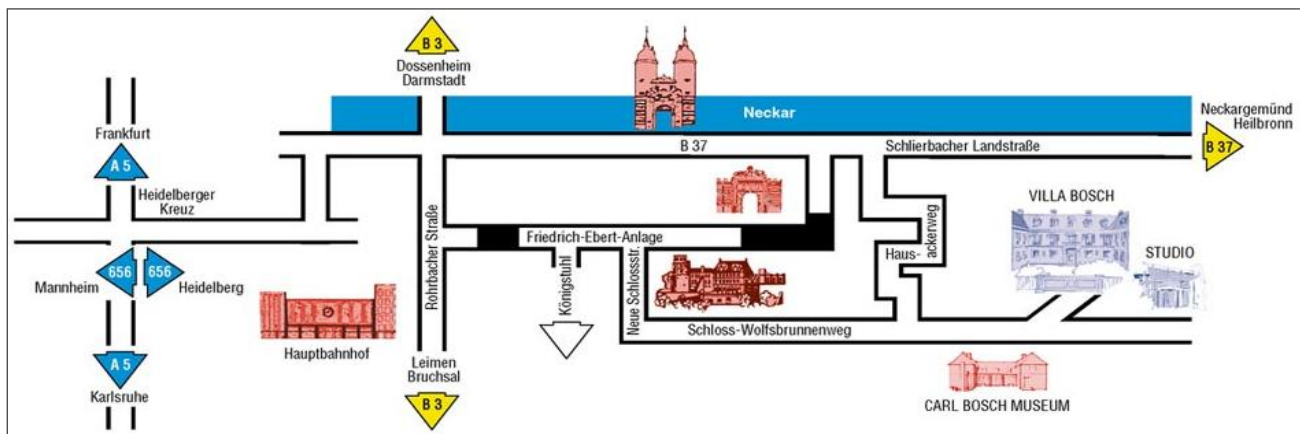 B 3
Dossenheim
Darmstadt
Neckar
Neckargemünd
Heilbronn
B 37
B 37
Schlierbacher Landstraße
Frankfurt
A 5
Heidelberger
Kreuz
656
656
Mannheim
Heidelberg
A 5
Karlsruhe
Hauptbahnhof
Rohrbacher Straße
Leimen
Bruchsal
B 3
Friedrich-Ebert-Anlage
Königstuhl
Neue Schlossstr.
Haus-
ackerweg
Schloss-Wolfsbrunnenweg
VILLA BOSCH
STUDIO
CARL BOSCH MUSEUM